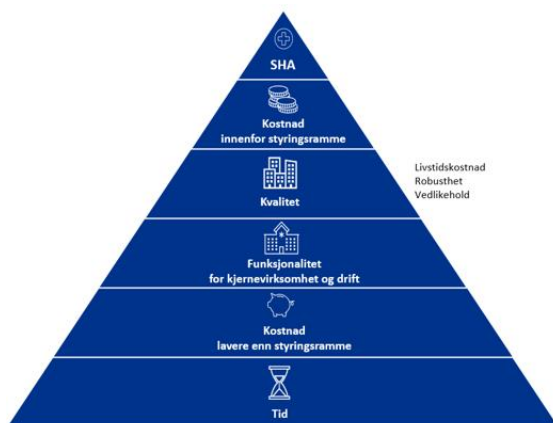 SHA
Kostnad
innenfor styringsramme
Kvalitet
Livstidskostnad
Robusthet
Vedlikehold
Funksjonalitet
for kjernevirksomhet og drift
Kostnad
lavere enn styringsramme
Tid